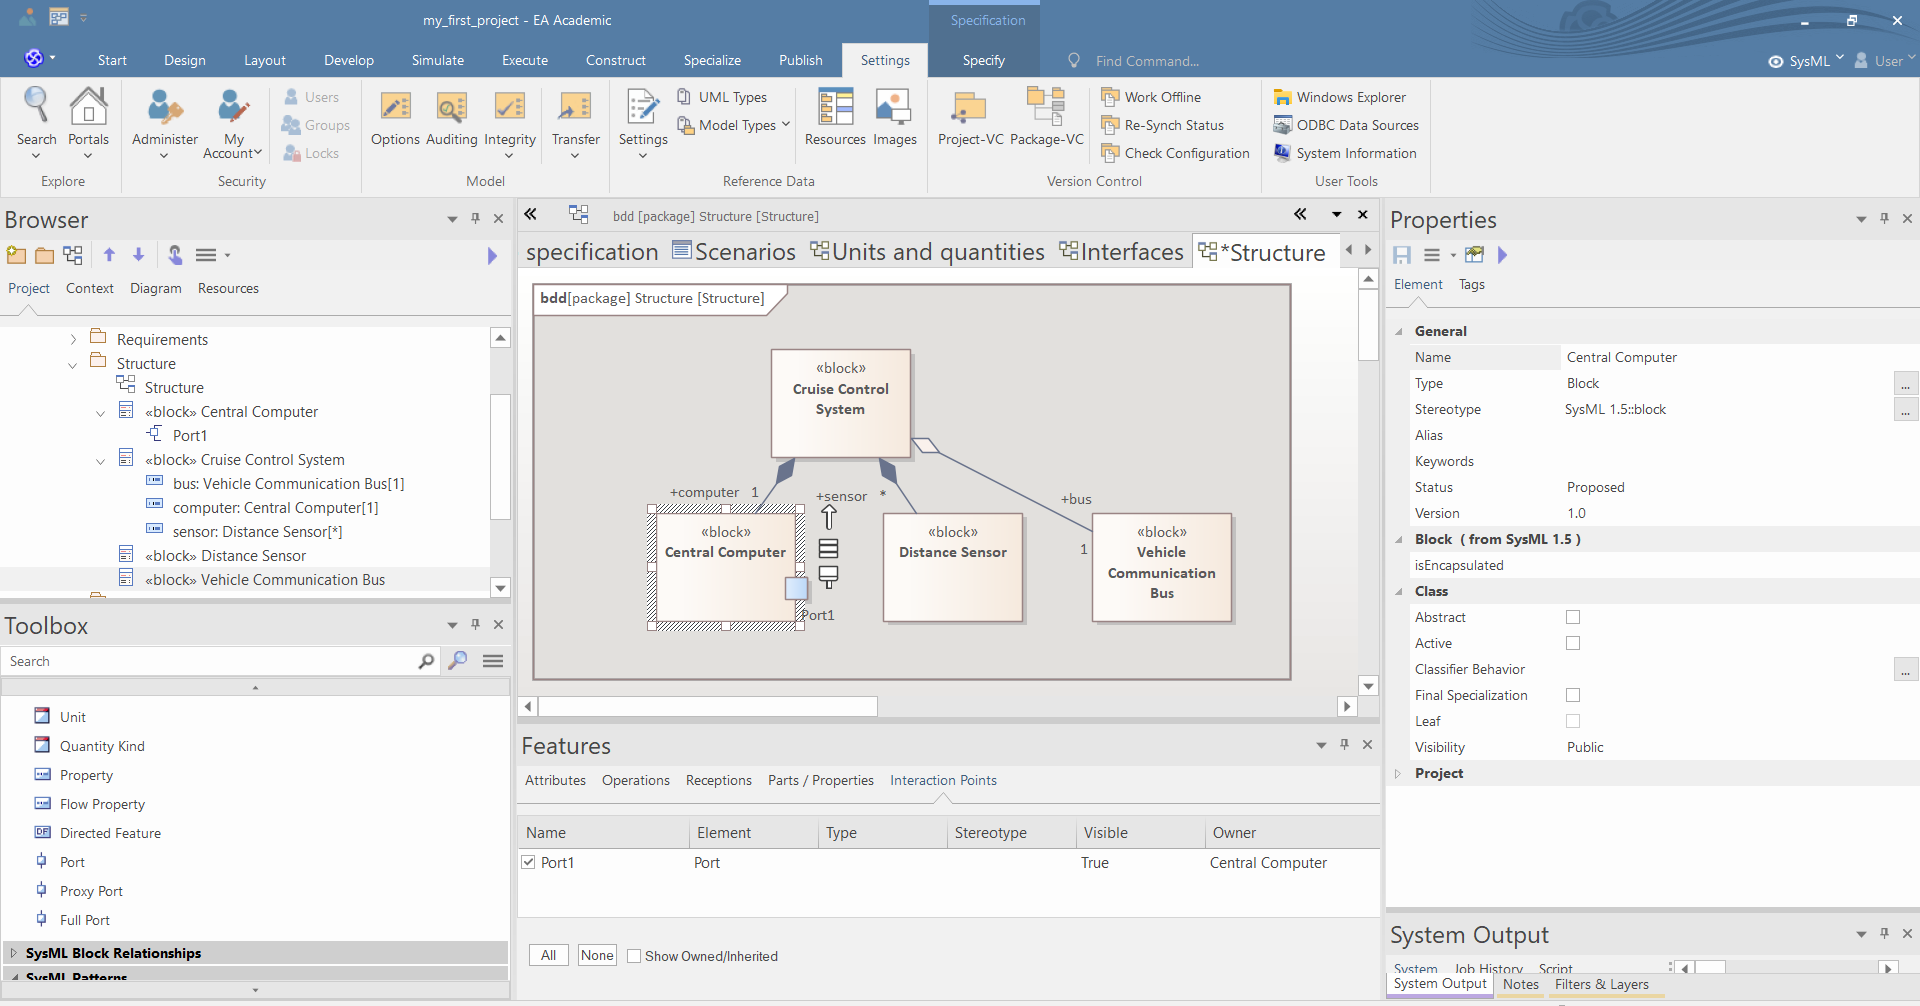 my_first_project - EA Academic
Specification
Start Design Layout Develop Simulate Execute Construct Specialize Publish Settings Specify Find Command... SysML User
Search Portals
Explore
Administer My Account
Users
Groups
Locks
Security
Options Auditing Integrity Transfer
Model
Settings
UML Types
Model Types
Resources Images
Reference Data
Project-VC Package-VC
Work Offline
Re-Synch Status
Check Configuration
Version Control
Windows Explorer
ODBC Data Sources
System Information
User Tools
Browser
Project Context Diagram Resources
Requirements
Structure
Structure
«block» Central Computer
Port1
«block» Cruise Control System
bus: Vehicle Communication Bus[1]
computer: Central Computer[1]
sensor: Distance Sensor[*]
«block» Distance Sensor
«block» Vehicle Communication Bus
Toolbox
Search
Unit
Quantity Kind
Property
Flow Property
Directed Feature
Port
Proxy Port
Full Port
SysML Block Relationships
SysML Patterns
bdd [package] Structure [Structure]
specification Scenarios Units and quantities Interfaces *Structure
bdd[package] Structure [Structure]
«block»
Cruise Control
System
+computer 1
+sensor *
+bus
1
«block»
Central Computer
Port1
«block»
Distance Sensor
«block»
Vehicle
Communication
Bus
Features
Attributes Operations Receptions Parts / Properties Interaction Points
Name Element Type Stereotype Visible Owner
Port1 Port True Central Computer
All None Show Owned/Inherited
Properties
Element Tags
General
Name Central Computer
Type Block ...
Stereotype SysML 1.5::block ...
Alias
Keywords
Status Proposed
Version 1.0
Block ( from SysML 1.5 )
isEncapsulated
Class
Abstract
Active
Classifier Behavior ...
Final Specialization
Leaf
Visibility Public
Project
System Output
System Job History Script
System Output Notes Filters & Layers